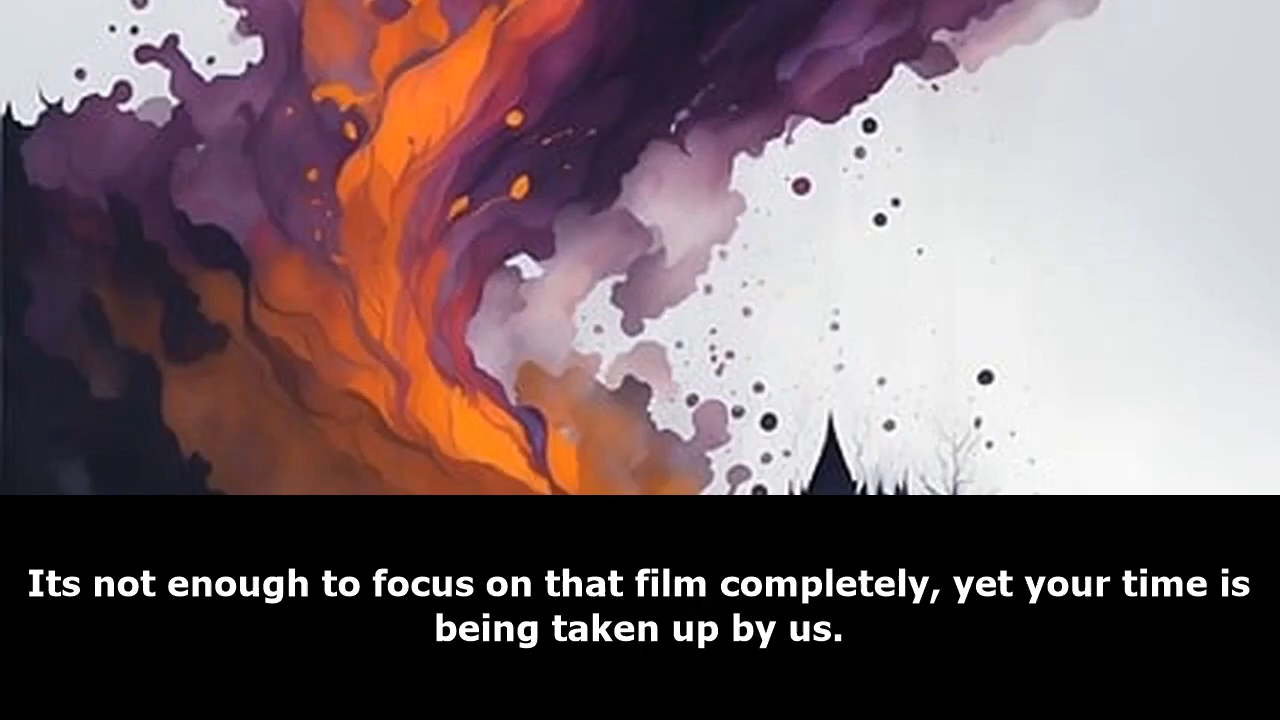 Its not enough to focus on that film completely, yet your time is
being taken up by us.